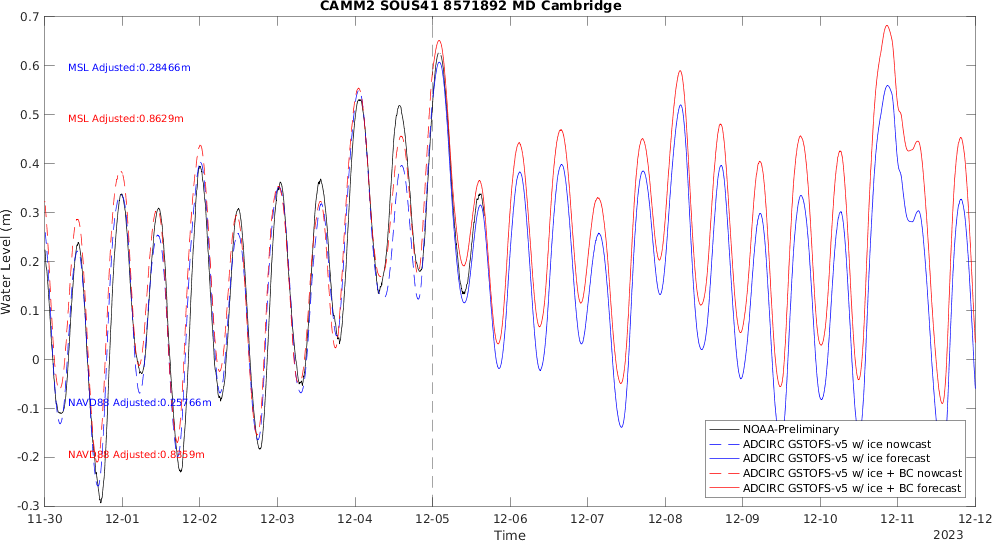 CAMM2 SOUS41 8571892 MD Cambridge
0.7
0.6
0.5
0.4
0.3
0.2
0.1
0
-0.1
-0.2
-0.3
Water Level (m)
MSL Adjusted:0.28466m
MSL Adjusted:0.8629m
NAVD88 Adjusted:0.25766m
NAVD88 Adjusted:0.8359m
NOAA-Preliminary
ADCIRC GSTOFS-v5 w/ ice nowcast
ADCIRC GSTOFS-v5 w/ ice forecast
ADCIRC GSTOFS-v5 w/ ice + BC nowcast
ADCIRC GSTOFS-v5 w/ ice + BC forecast
11-30 12-01 12-02 12-03 12-04 12-05 12-06 12-07 12-08 12-09 12-10 12-11 12-12
Time
2023